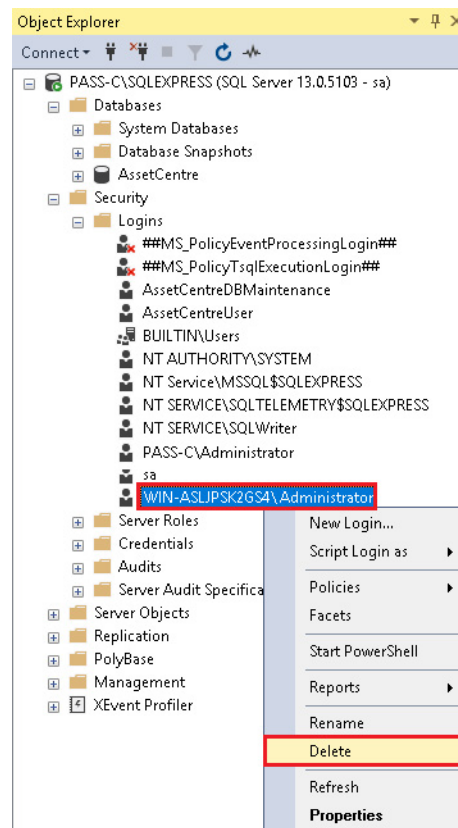 Object Explorer
Connect
PASS-C\SQLEXPRESS (SQL Server 13.0.5103 - sa)
Databases
System Databases
Database Snapshots
AssetCentre
Security
Logins
##MS_PolicyEventProcessingLogin##
##MS_PolicyTsqlExecutionLogin##
AssetCentreDBMaintenance
AssetCentreUser
BUILTIN\Users
NT AUTHORITY\SYSTEM
NT Service\MSSQL$SQLEXPRESS
NT SERVICE\SQLTELEMETRY$SQLEXPRESS
NT SERVICE\SQLWriter
PASS-C\Administrator
sa
WIN-ASLJPSK2GS4\Administrator
Server Roles
Credentials
Audits
Server Audit Specifica
Server Objects
Replication
PolyBase
Management
XEvent Profiler
New Login...
Script Login as
Policies
Facets
Start PowerShell
Reports
Rename
Delete
Refresh
Properties